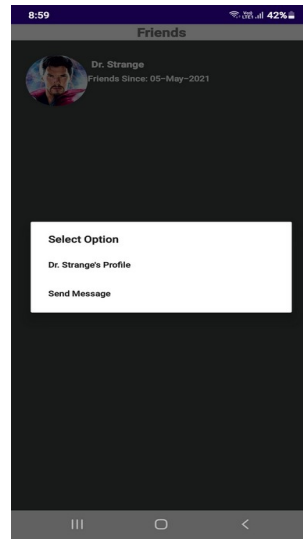 8:59 42%
Friends
Dr. Strange
Friends Since: 05-May-2021
Select Option
Dr. Strange's Profile
Send Message